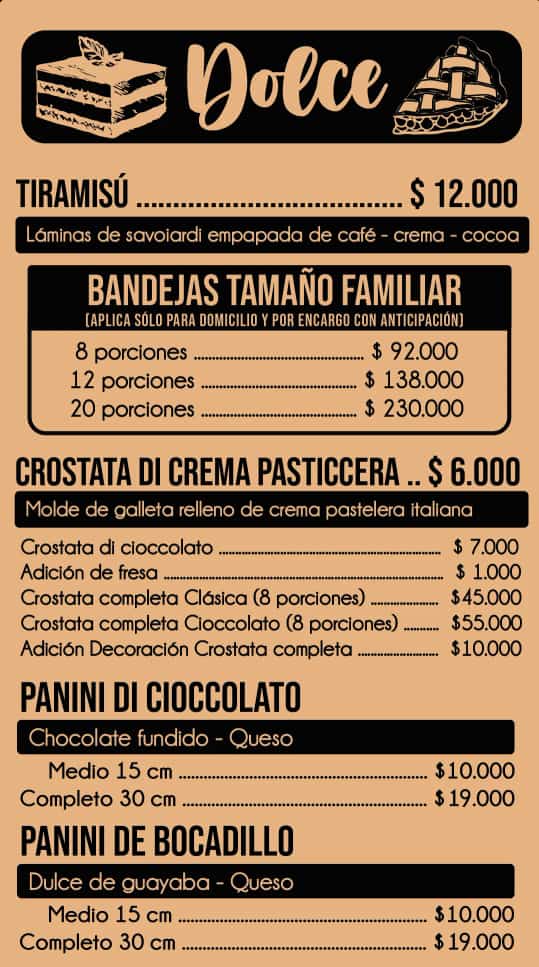 Dolce
TIRAMISÚ .................................... $ 12.000
Láminas de savoiardi empapada de café - crema - cocoa
BANDEJAS TAMAÑO FAMILIAR
(APLICA SÓLO PARA DOMICILIO Y POR ENCARGO CON ANTICIPACIÓN)
8 porciones .................................... $ 92.000
12 porciones ................................. $ 138.000
20 porciones ................................. $ 230.000
CROSTATA DI CREMA PASTICCERA .. $ 6.000
Molde de galleta relleno de crema pastelera italiana
Crostata di cioccolato .................................................. $ 7.000
Adición de fresa ............................................................... $ 1.000
Crostata completa Clásica (8 porciones) ............... $45.000
Crostata completa Cioccolato (8 porciones) ........ $55.000
Adición Decoración Crostata completa .................. $10.000
PANINI DI CIOCCOLATO
Chocolate fundido - Queso
Medio 15 cm ..................................................... $10.000
Completo 30 cm ..................................................... $19.000
PANINI DE BOCADILLO
Dulce de guayaba - Queso
Medio 15 cm ..................................................... $10.000
Completo 30 cm ..................................................... $19.000